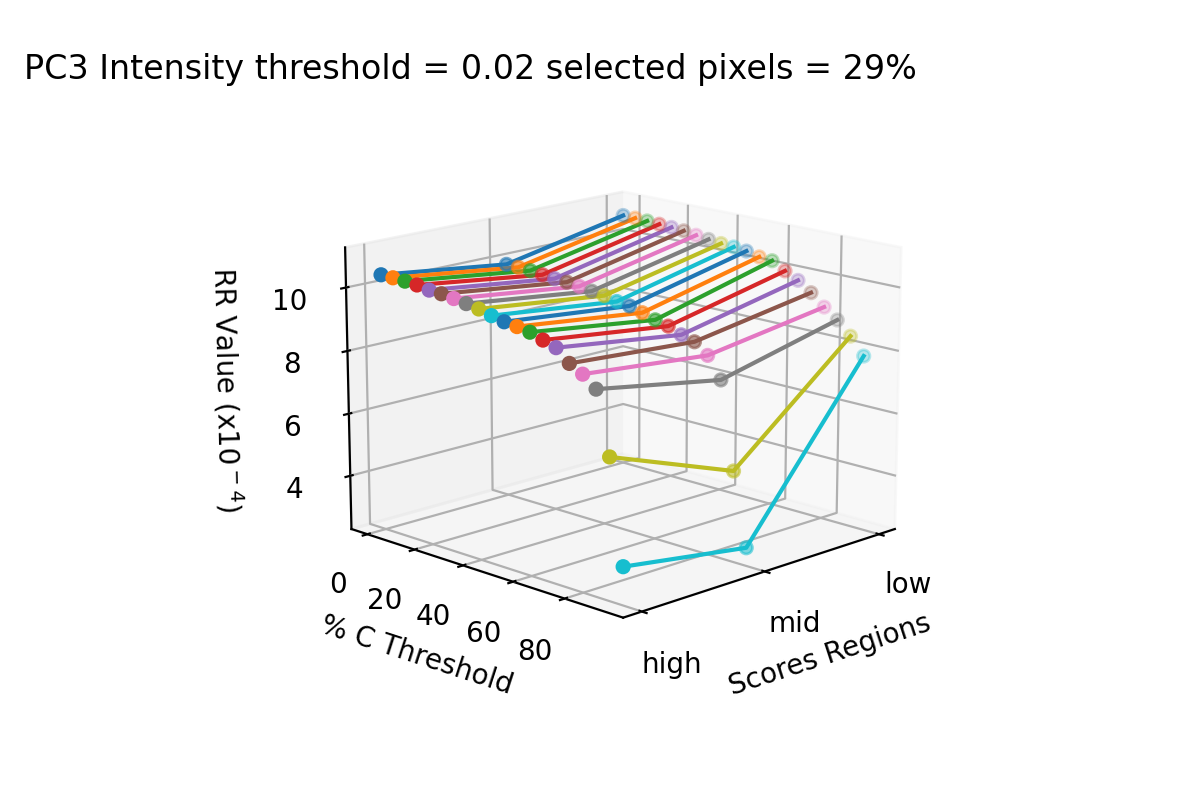 PC3 Intensity threshold = 0.02 selected pixels = 29%
RR Value (x10⁻⁴)
10
8
6
4
0
20
40
60
80
% C Threshold
high
mid
low
Scores Regions